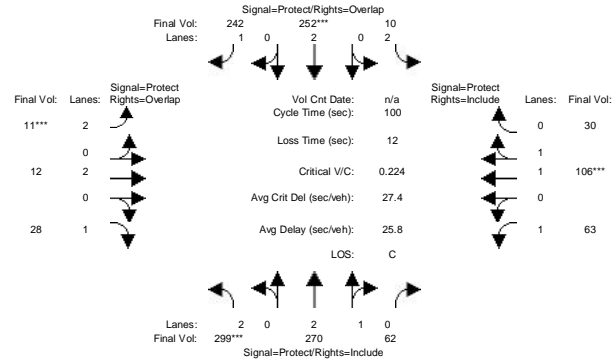 Signal=Protect/Rights=Overlap
Final Vol: 242 252*** 10
Lanes: 1 0 2 0 2
Signal=Protect
Final Vol: Lanes: Rights=Overlap
Vol Cnt Date: n/a
Cycle Time (sec): 100
Signal=Protect
Rights=Include Lanes: Final Vol:
11*** 2
0 30
Loss Time (sec): 12
0
1
12 2
Critical V/C: 0.224
1 106***
0
Avg Crit Del (sec/veh): 27.4
0
28 1
Avg Delay (sec/veh): 25.8
1 63
LOS: C
Lanes: 2 0 2 1 0
Final Vol: 299*** 270 62
Signal=Protect/Rights=Include